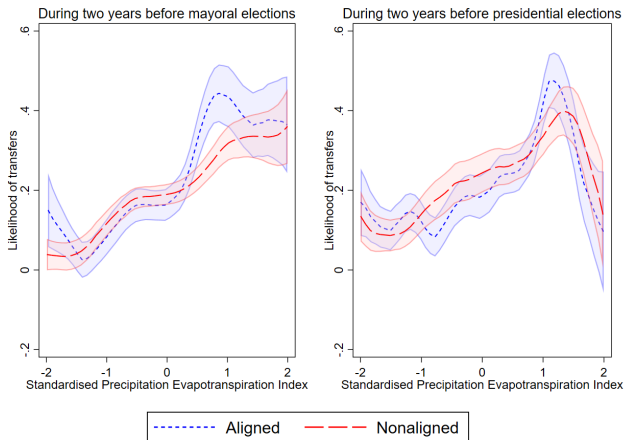 During two years before mayoral elections
During two years before presidential elections
Likelihood of trasfers
.6
.4
.2
0
-.2
-2
-1
0
1
2
Standardised Precipitation Evapotranspiration Index
Likelihood of trasfers
.6
.4
.2
0
-.2
-2
-1
0
1
2
Standardised Precipitation Evapotranspiration Index
Aligned
Nonaligned